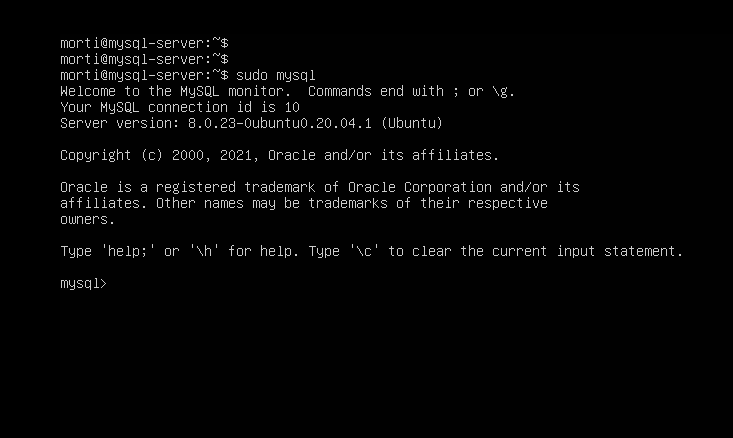 morti@mysql-server:~$
morti@mysql-server:~$
morti@mysql-server:~$ sudo mysql
Welcome to the MySQL monitor.  Commands end with ; or \g.
Your MySQL connection id is 10
Server version: 8.0.23-0ubuntu0.20.04.1 (Ubuntu)

Copyright (c) 2000, 2021, Oracle and/or its affiliates.

Oracle is a registered trademark of Oracle Corporation and/or its
affiliates. Other names may be trademarks of their respective
owners.

Type 'help;' or '\h' for help. Type '\c' to clear the current input statement.

mysql>